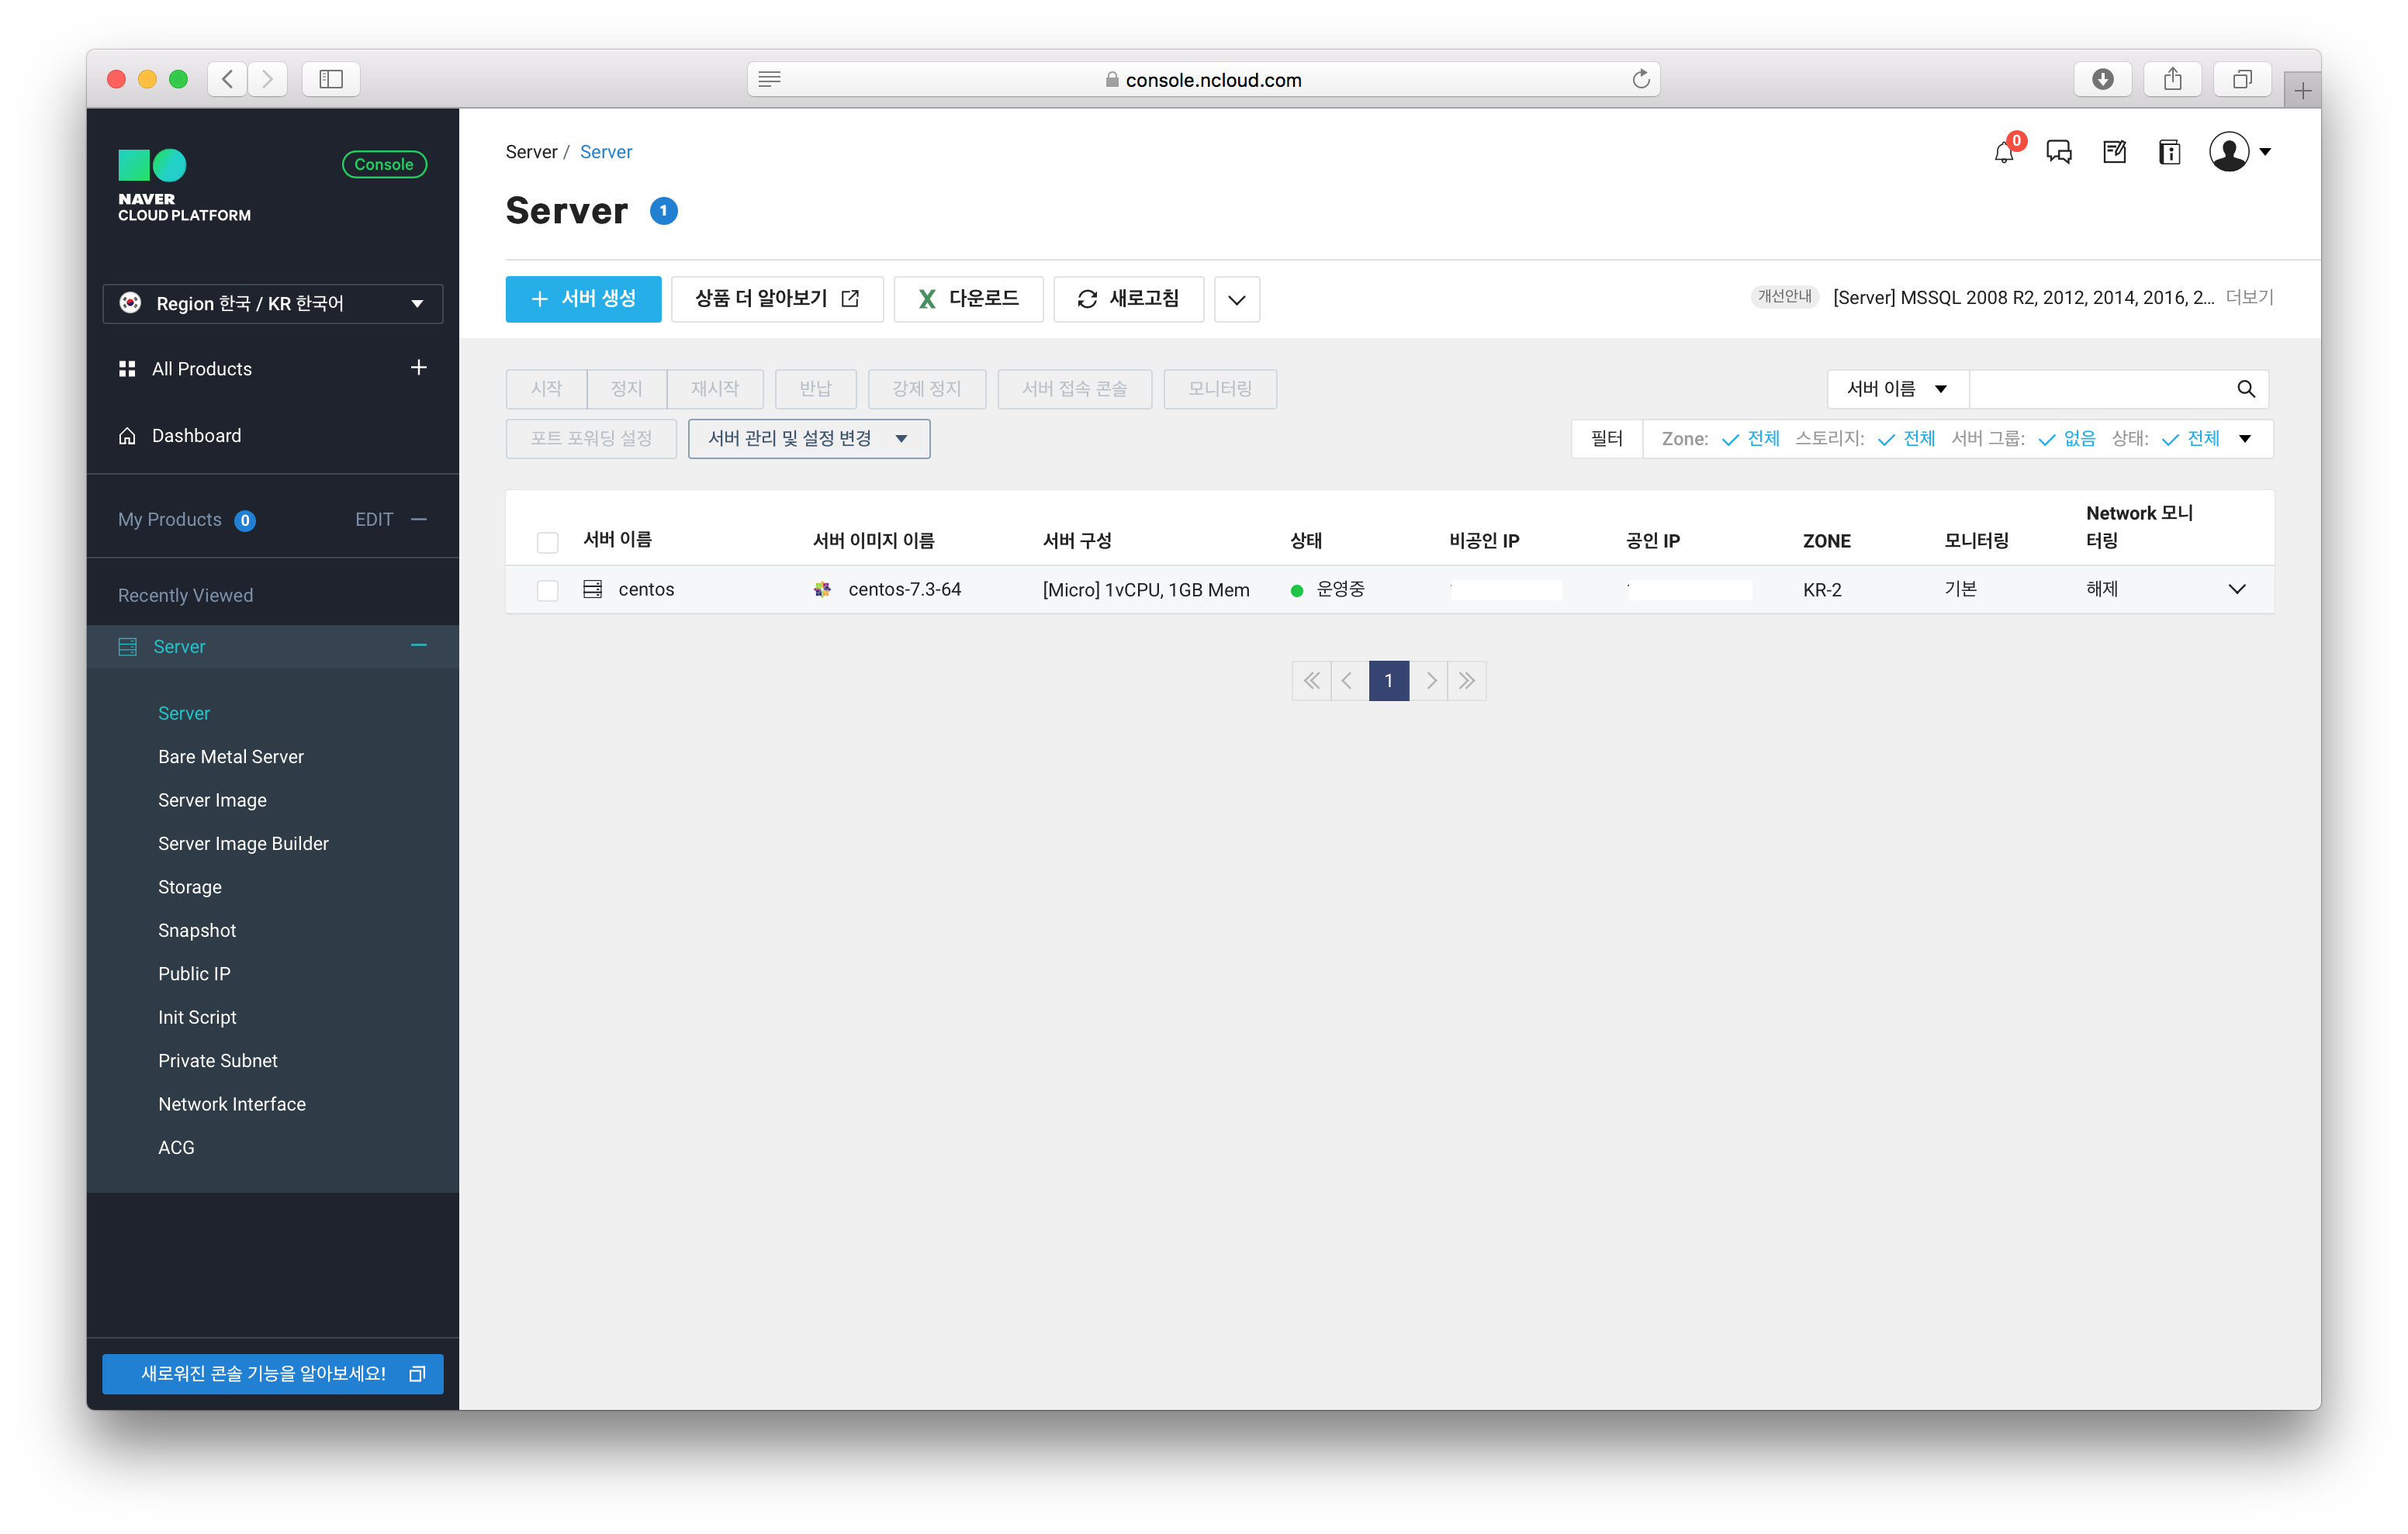 console.ncloud.com
NAVER
CLOUD PLATFORM
Console
Region 한국 / KR 한국어
All Products
Dashboard
My Products 0 EDIT
Recently Viewed
Server
Server
Bare Metal Server
Server Image
Server Image Builder
Storage
Snapshot
Public IP
Init Script
Private Subnet
Network Interface
ACG
새로워진 콘솔 기능을 알아보세요!
Server / Server
0
Server 1
서버 생성 상품 더 알아보기 다운로드 새로고침
개선안내 [Server] MSSQL 2008 R2, 2012, 2014, 2016, 2... 더보기
시작 정지 재시작 반납 강제 정지 서버 접속 콘솔 모니터링
서버 이름
포트 포워딩 설정 서버 관리 및 설정 변경
필터 Zone: 전체 스토리지: 전체 서버 그룹: 없음 상태: 전체
서버 이름 서버 이미지 이름 서버 구성 상태 비공인 IP 공인 IP ZONE 모니터링 Network 모니
터링
centos centos-7.3-64 [Micro] 1vCPU, 1GB Mem 운영중 KR-2 기본 해제
1